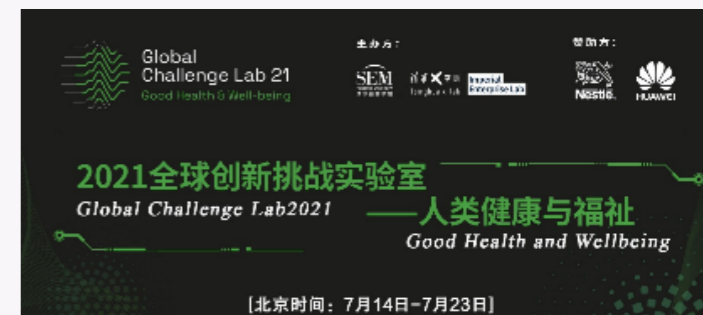 Global
Challenge Lab 21
Good Health & Well-being
主办方：
SEM
Imperial
Enterprise Lab
赞助方：
Nestlé.
HUAWEI
2021全球创新挑战实验室
Global Challenge Lab2021
——人类健康与福祉
Good Health and Wellbeing
[北京时间：7月14日-7月23日]